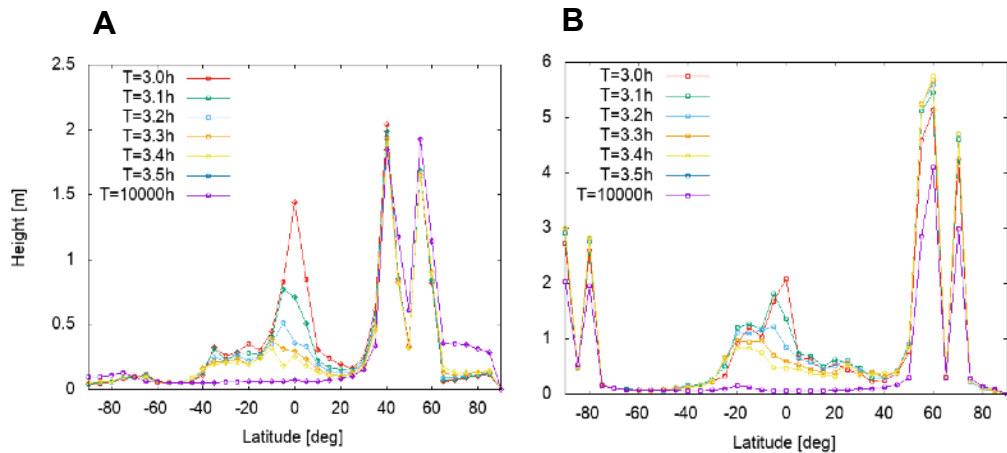 A
B
2.5
2
1.5
1
0.5
0
Height [m]
T=3.0h
T=3.1h
T=3.2h
T=3.3h
T=3.4h
T=3.5h
T=10000h
-80 -60 -40 -20 0 20 40 60 80
Latitude [deg]
6
5
4
3
2
1
0
T=3.0h
T=3.1h
T=3.2h
T=3.3h
T=3.4h
T=3.5h
T=10000h
-80 -60 -40 -20 0 20 40 60 80
Latitude [deg]